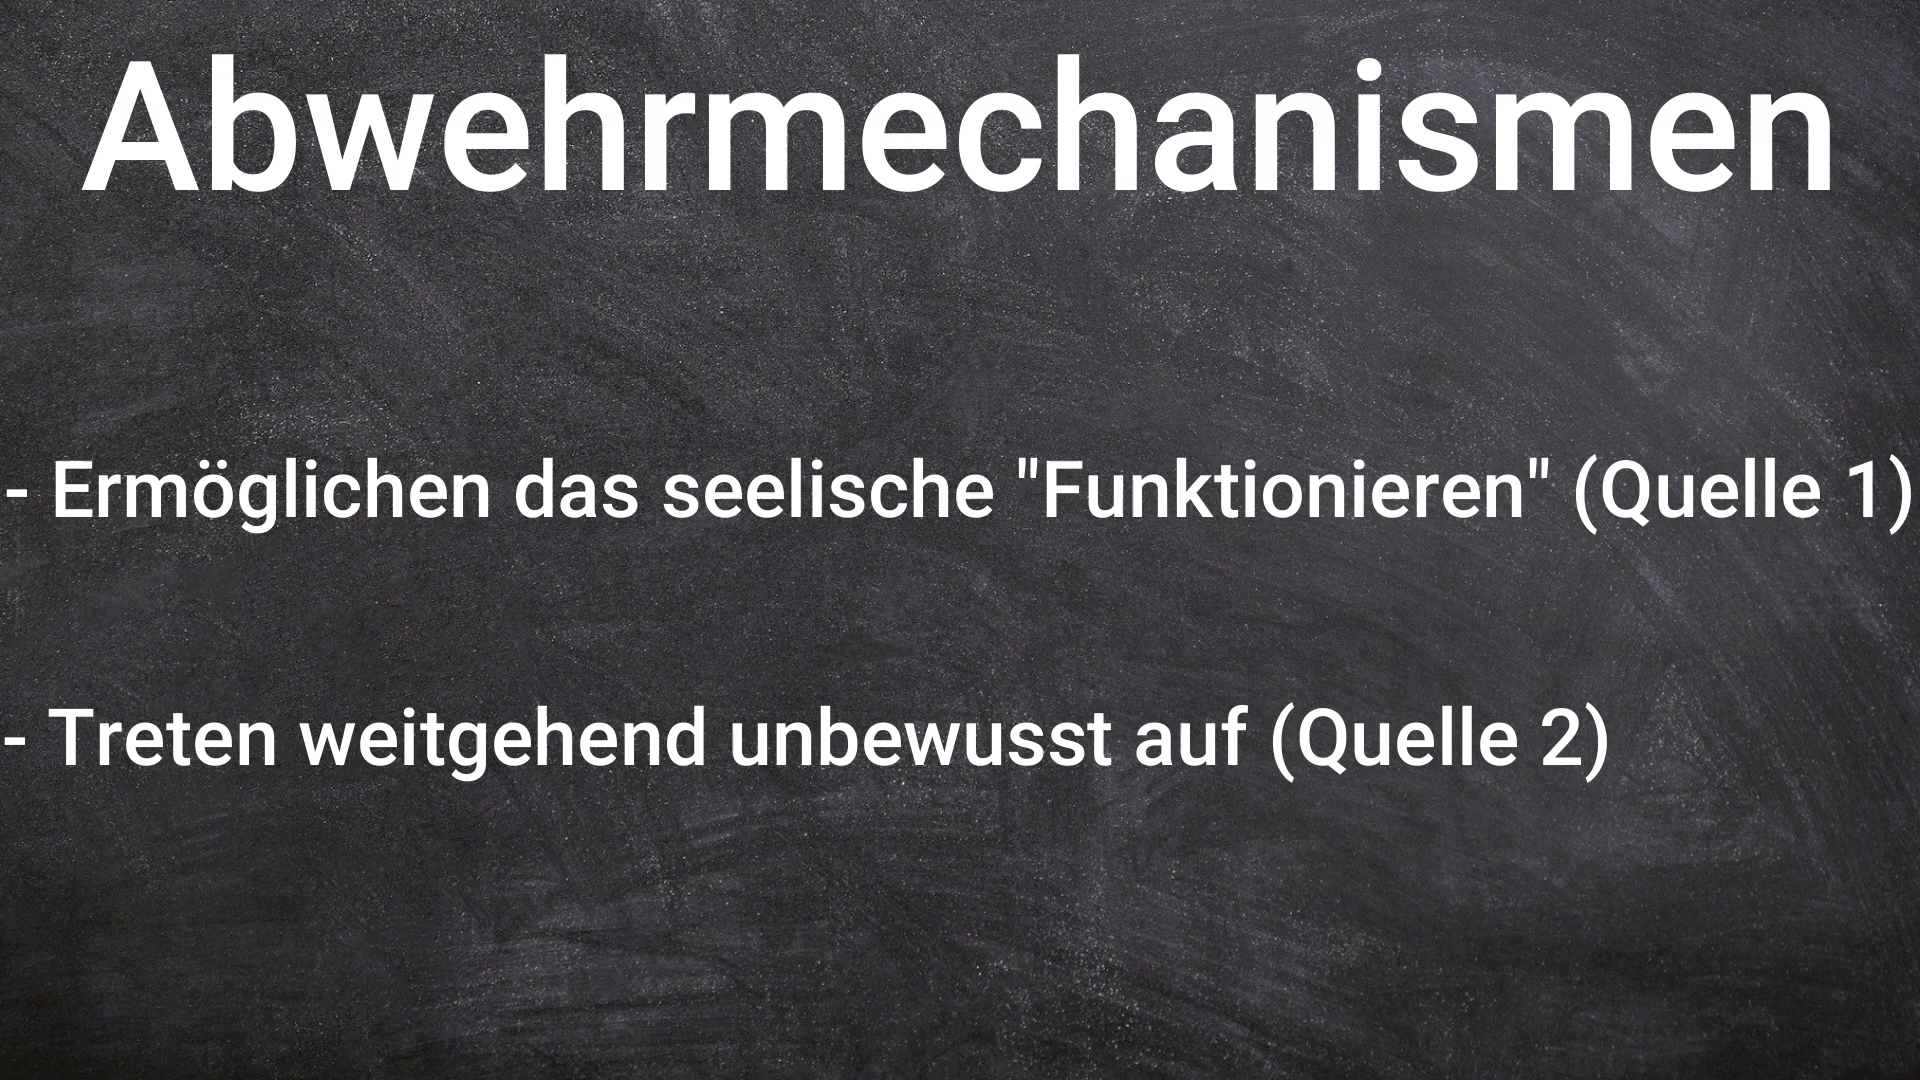 Abwehrmechanismen
- Ermöglichen das seelische "Funktionieren" (Quelle 1)
- Treten weitgehend unbewusst auf (Quelle 2)